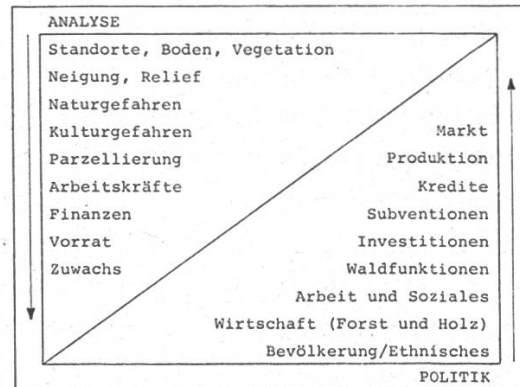 ANALYSE
Standorte, Boden, Vegetation
Neigung, Relief
Naturgefahren
Kulturgefahren
Parzellierung
Arbeitskräfte
Finanzen
Vorrat
Zuwachs
Markt
Produktion
Kredite
Subventionen
Investitionen
Waldfunktionen
Arbeit und Soziales
Wirtschaft (Forst und Holz)
Bevölkerung/Ethnisches
POLITIK